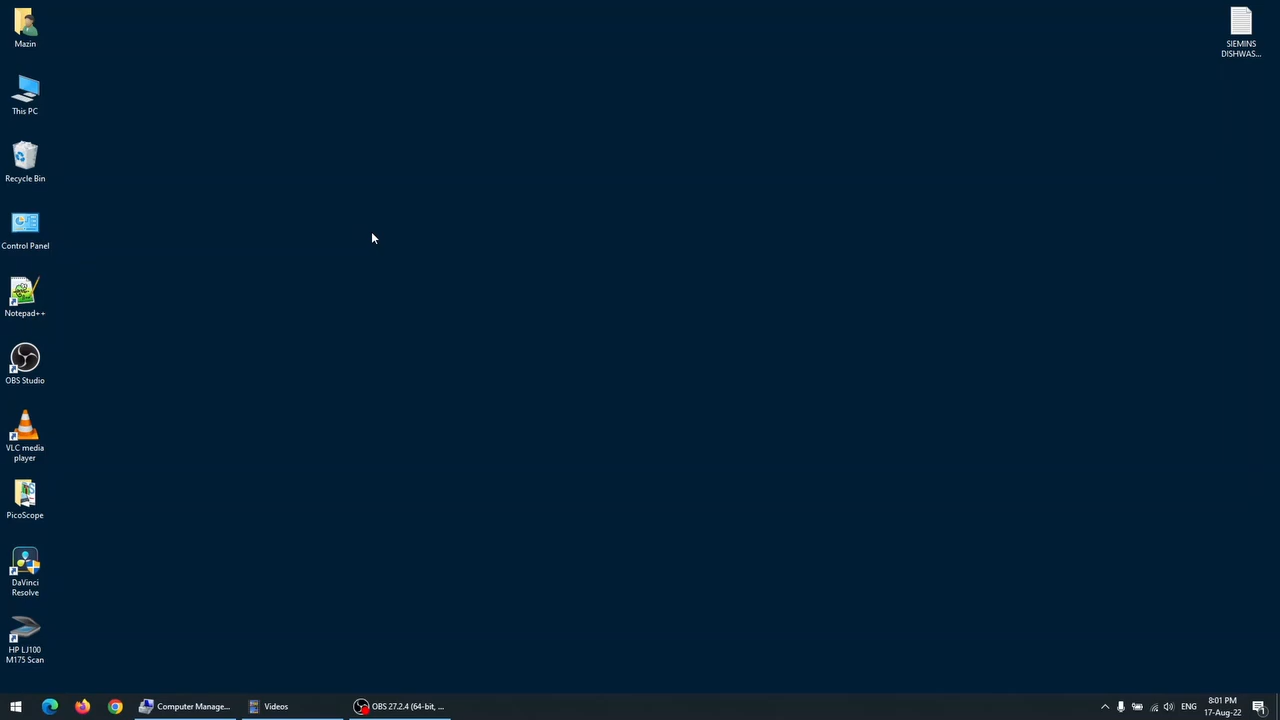 Mazin
This PC
Recycle Bin
Control Panel
Notepad++
OBS Studio
VLC media
player
PicoScope
DaVinci
Resolve
HP LJ100
M175 Scan
SIEMINS
DISHWAS...
Computer Manage...
Videos
OBS 27.2.4 (64-bit, ...
ENG
8:01 PM
17-Aug-22
1